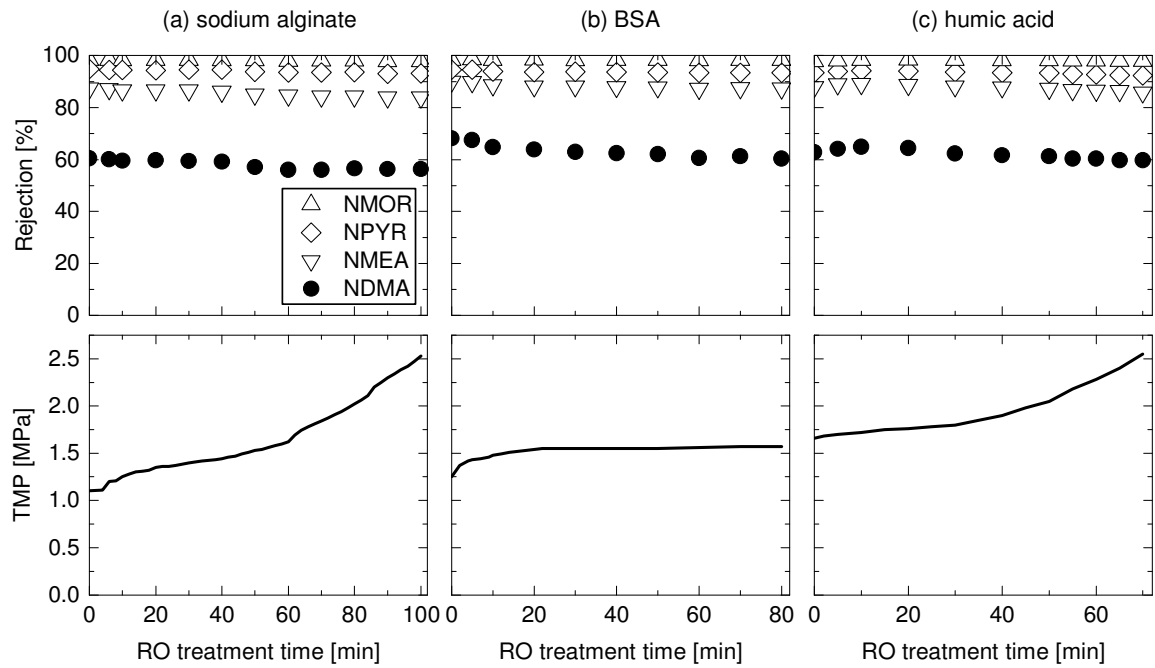 (a) sodium alginate
(b) BSA
(c) humic acid
Rejection [%]
100
80
60
40
20
0
NMOR
NPYR
NMEA
NDMA
TMP [MPa]
2.5
2.0
1.5
1.0
0.5
0.0
0 20 40 60 80 100
0 20 40 60 80
0 20 40 60
RO treatment time [min]
RO treatment time [min]
RO treatment time [min]